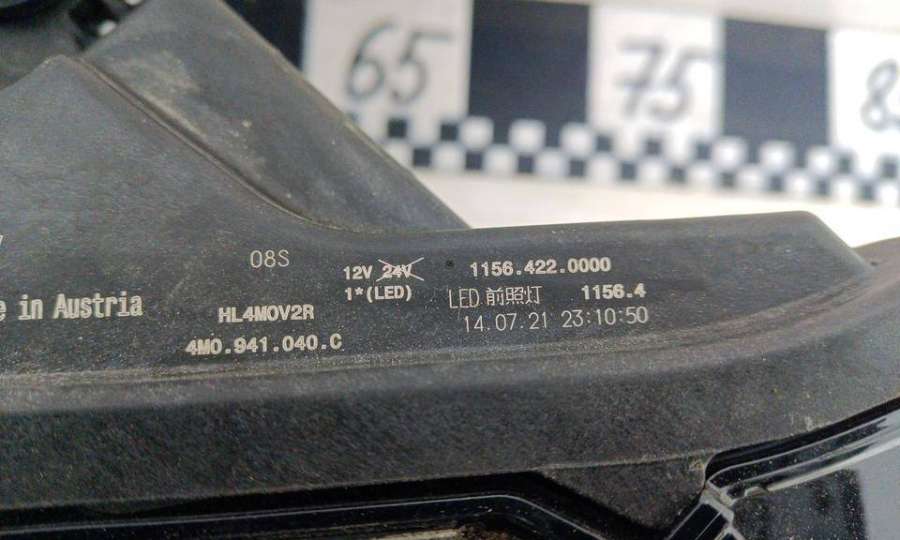 65 75
08S
12V 24V 1156.422.0000
1*(LED) LED 前照灯 1156.4
in Austria HL4MOV2R 14.07.21 23:10:50
4M0.941.040.C